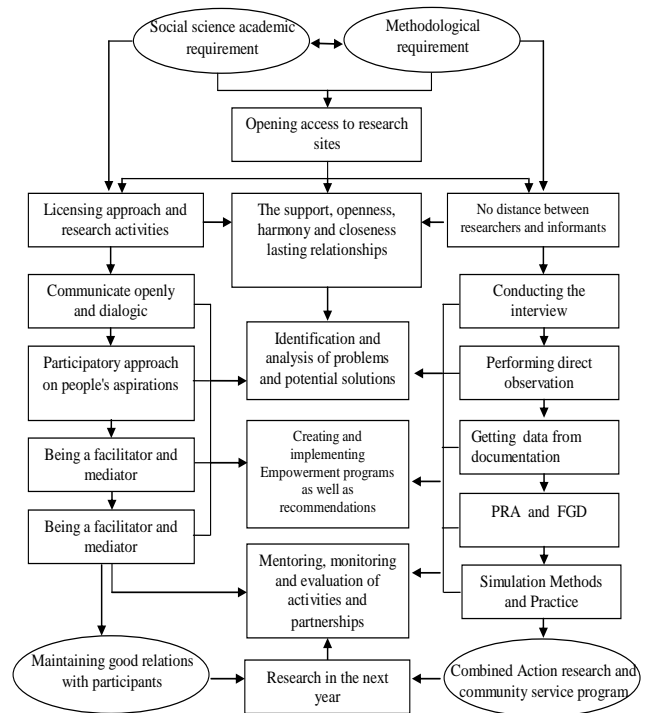 Social science academic
requirement
Methodological
requirement
Opening access to research
sites
Licensing approach and
research activities
The support, openness,
harmony and closeness
lasting relationships
No distance between
researchers and informants
Communicate openly
and dialogic
Conducting the
interview
Identification and
analysis of problems
and potential solutions
Participatory approach
on people's aspirations
Performing direct
observation
Creating and
implementing
Empowerment programs
as well as
recommendations
Getting data from
documentation
Being a facilitator and
mediator
PRA and FGD
Being a facilitator and
mediator
Mentoring, monitoring
and evaluation of
activities and
partnerships
Simulation Methods
and Practice
Maintaining good relations
with participants
Research in the next
year
Combined Action research and
community service program